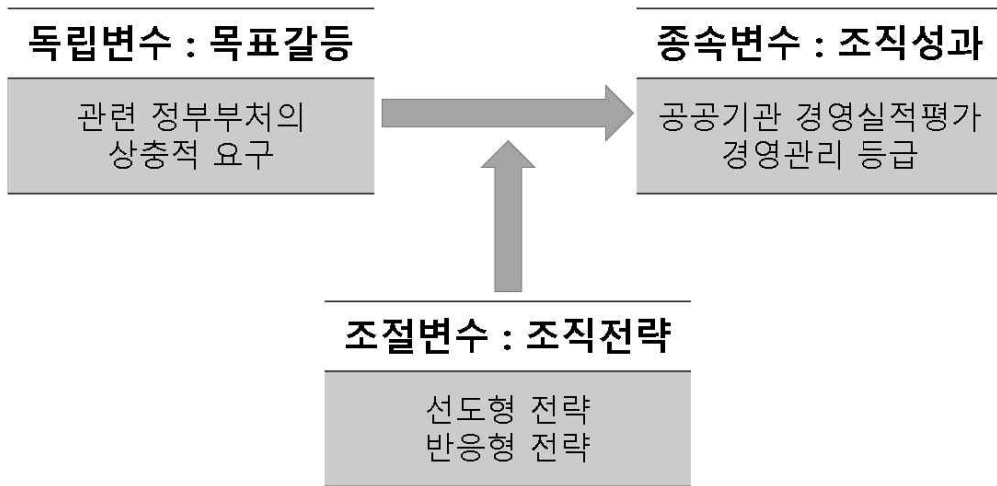 독립변수 : 목표갈등
관련 정부부처의
상충적 요구
종속변수 : 조직성과
공공기관 경영실적평가
경영관리 등급
조절변수 : 조직전략
선도형 전략
반응형 전략